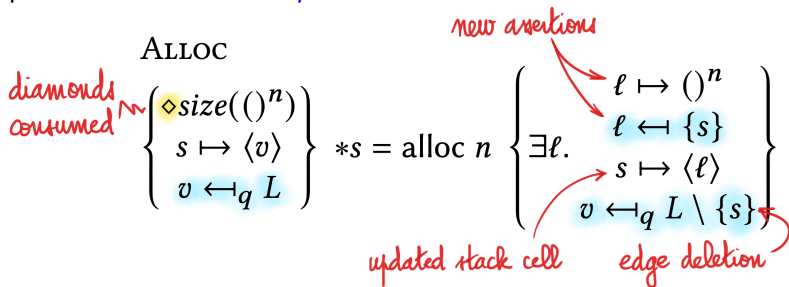 new assertions
ALLOC
diamonds
consumed
{ ⋄size(()ⁿ)
s ↦ ⟨v⟩
v ↤_q L } *s = alloc n { ∃ℓ.
ℓ ↦ ()ⁿ
ℓ ↤ {s}
s ↦ ⟨ℓ⟩
v ↤_q L \ {s} }
updated stack cell
edge deletion